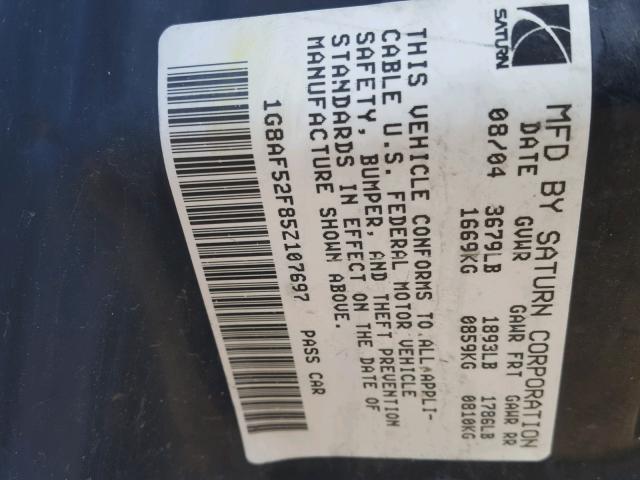 SATURN
MFD BY SATURN CORPORATION
DATE GVWR GAWR FRT GAWR RR
08/04 3679LB 1893LB 1786LB
1669KG 0859KG 0810KG
THIS VEHICLE CONFORMS TO ALL APPLI-
CABLE U.S. FEDERAL MOTOR VEHICLE
SAFETY, BUMPER, AND THEFT PREVENTION
STANDARDS IN EFFECT ON THE DATE OF
MANUFACTURE SHOWN ABOVE.
1G8AF52F85Z107697 PASS CAR